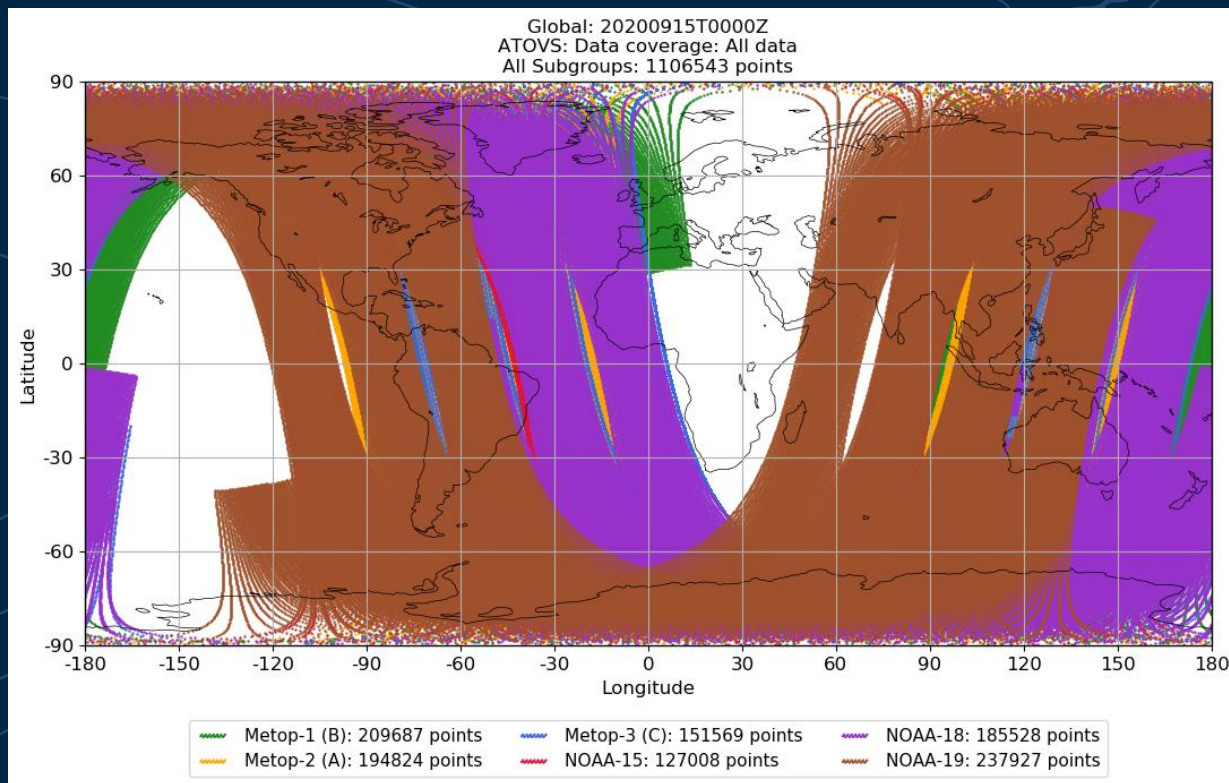 Global: 20200915T0000Z
ATOVS: Data coverage: All data
All Subgroups: 1106543 points
90
60
30
0
-30
-60
-90
Latitude
-180 -150 -120 -90 -60 -30 0 30 60 90 120 150 180
Longitude
Metop-1 (B): 209687 points Metop-3 (C): 151569 points NOAA-18: 185528 points
Metop-2 (A): 194824 points NOAA-15: 127008 points NOAA-19: 237927 points